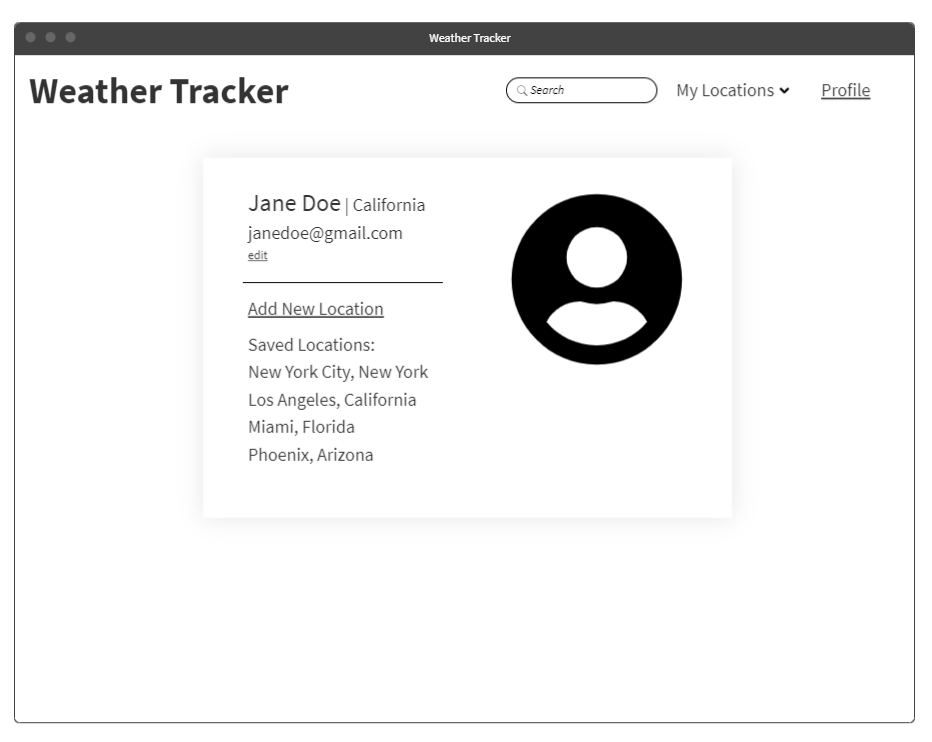 Weather Tracker
Weather Tracker
Search
My Locations
Profile
Jane Doe | California
janedoe@gmail.com
edit
Add New Location
Saved Locations:
New York City, New York
Los Angeles, California
Miami, Florida
Phoenix, Arizona